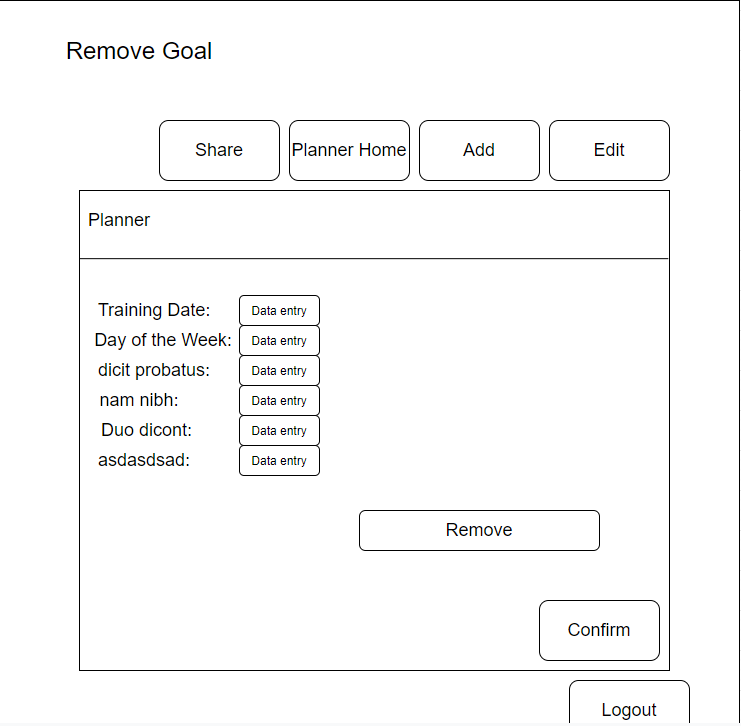 Remove Goal
Share Planner Home Add Edit
Planner
Training Date: Data entry
Day of the Week: Data entry
dicit probatus: Data entry
nam nibh: Data entry
Duo dicont: Data entry
asdasdsad: Data entry
Remove
Confirm
Logout